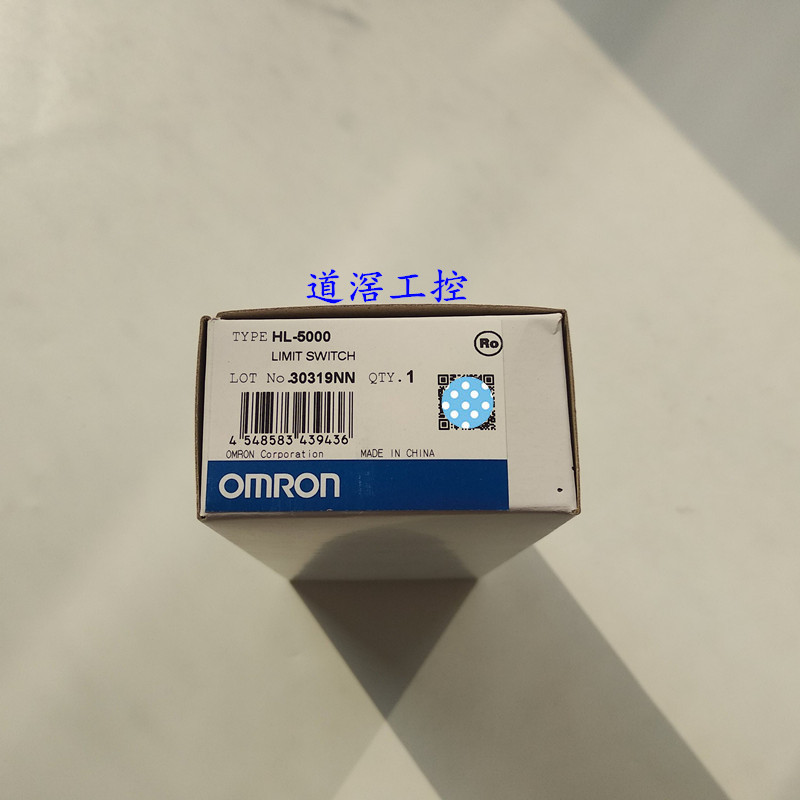 道滘工控
TYPE HL-5000
LIMIT SWITCH
Ro
LOT No.30319NN QTY.1
4 548583 439436
OMRON Corporation MADE IN CHINA
OMRON